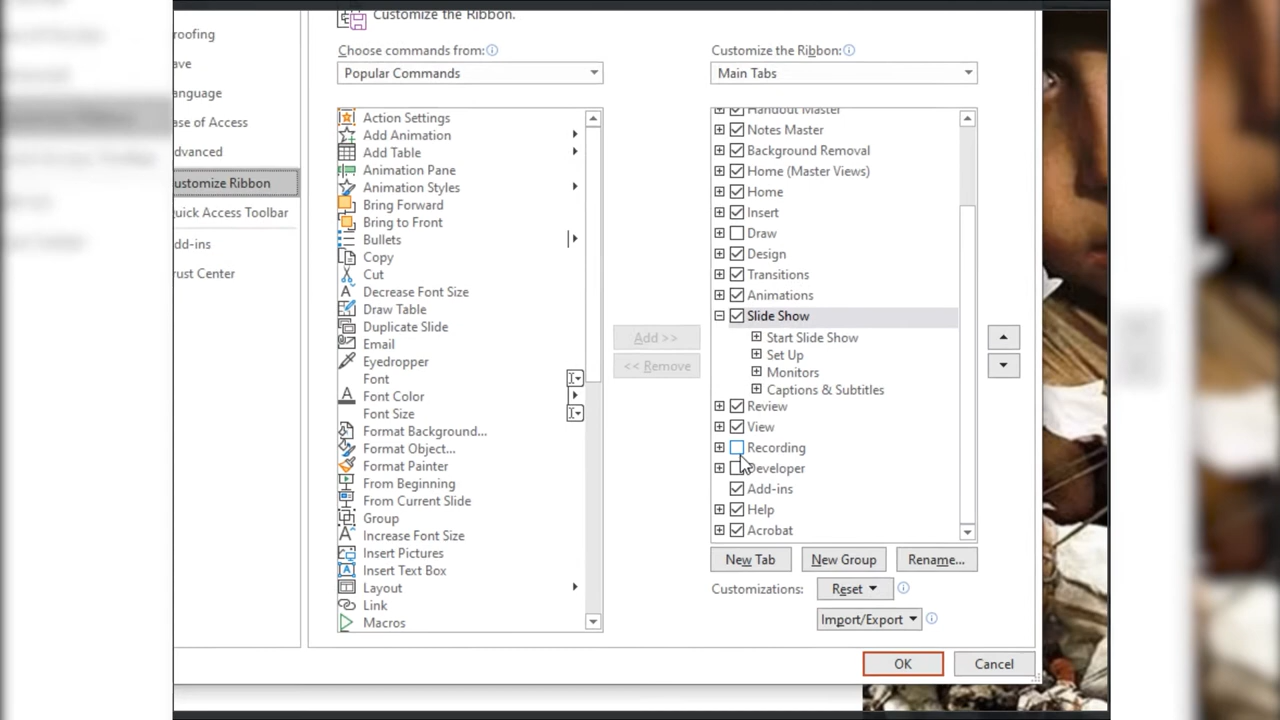 Customize the Ribbon.
roofing
ave
anguage
ase of Access
dvanced
ustomize Ribbon
uick Access Toolbar
dd-ins
rust Center
Choose commands from:
Popular Commands
Action Settings
Add Animation
Add Table
Animation Pane
Animation Styles
Bring Forward
Bring to Front
Bullets
Copy
Cut
Decrease Font Size
Draw Table
Duplicate Slide
Email
Eyedropper
Font
Font Color
Font Size
Format Background...
Format Object...
Format Painter
From Beginning
From Current Slide
Group
Increase Font Size
Insert Pictures
Insert Text Box
Layout
Link
Macros
Add >>
<< Remove
Customize the Ribbon:
Main Tabs
Handout Master
Notes Master
Background Removal
Home (Master Views)
Home
Insert
Draw
Design
Transitions
Animations
Slide Show
Start Slide Show
Set Up
Monitors
Captions & Subtitles
Review
View
Recording
eveloper
Add-ins
Help
Acrobat
New Tab New Group Rename...
Customizations: Reset
Import/Export
OK Cancel